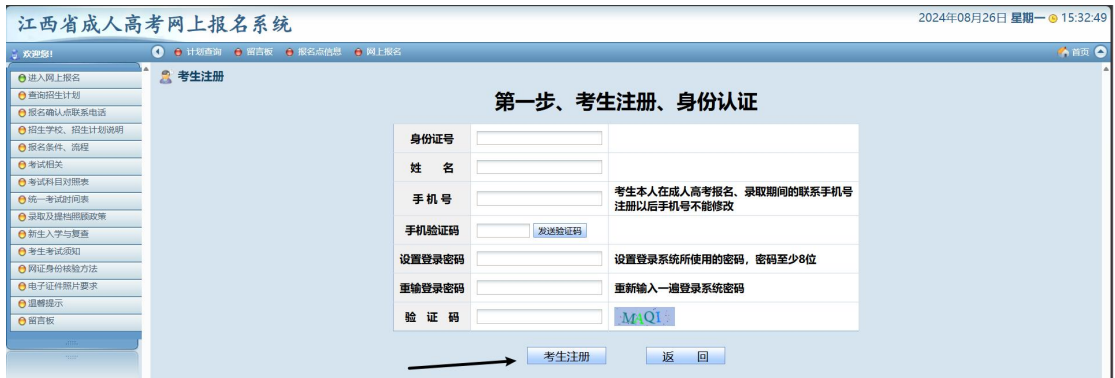 江西省成人高考网上报名系统
2024年08月26日 星期一 15:32:49
欢迎您!
计划查询 留言板 报名点信息 网上报名
首页
进入网上报名
查询招生计划
报名确认点联系电话
招生学校、招生计划说明
报名条件、流程
考试相关
考试科目对照表
统一考试时间表
录取及提档照顾政策
新生入学与复查
考生考试须知
网证身份核验方法
电子证件照片要求
温馨提示
留言板
考生注册
第一步、考生注册、身份认证
身份证号
姓 名
手机号
考生本人在成人高考报名、录取期间的联系手机号
注册以后手机号不能修改
手机验证码 发送验证码
设置登录密码 设置登录系统所使用的密码，密码至少8位
重输登录密码 重新输入一遍登录系统密码
验 证 码 MAQI
考生注册 返 回